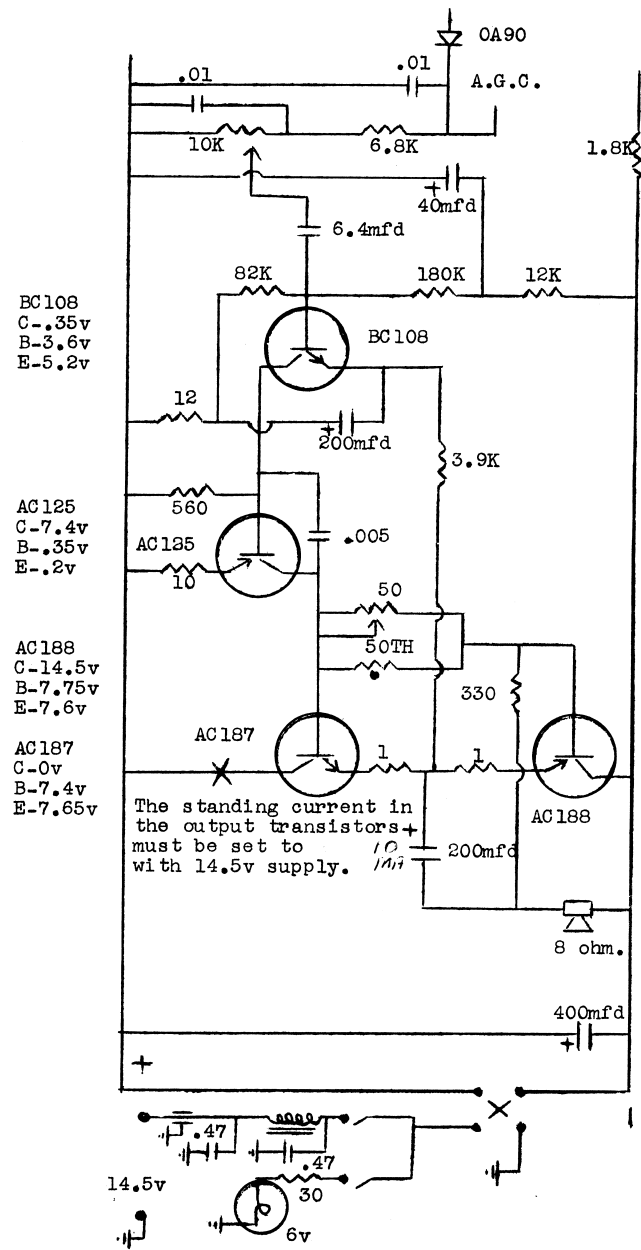 OA90
.01
.01
A.G.C.
10K
6.8K
1.8K
40mfd
6.4mfd
82K
180K
12K
BC108
C-.35v
B-3.6v
E-5.2v
BC108
12
200mfd
3.9K
560
AC125
C-7.4v
B-.35v
E-.2v
AC125
.005
10
50
50TH
AC188
C-14.5v
B-7.75v
E-7.6v
330
AC187
C-0v
B-7.4v
E-7.65v
AC187
1
1
AC188
The standing current in
the output transistors
must be set to 10 mA
with 14.5v supply.
200mfd
8 ohm.
400mfd
.47
.47
14.5v
30
6v